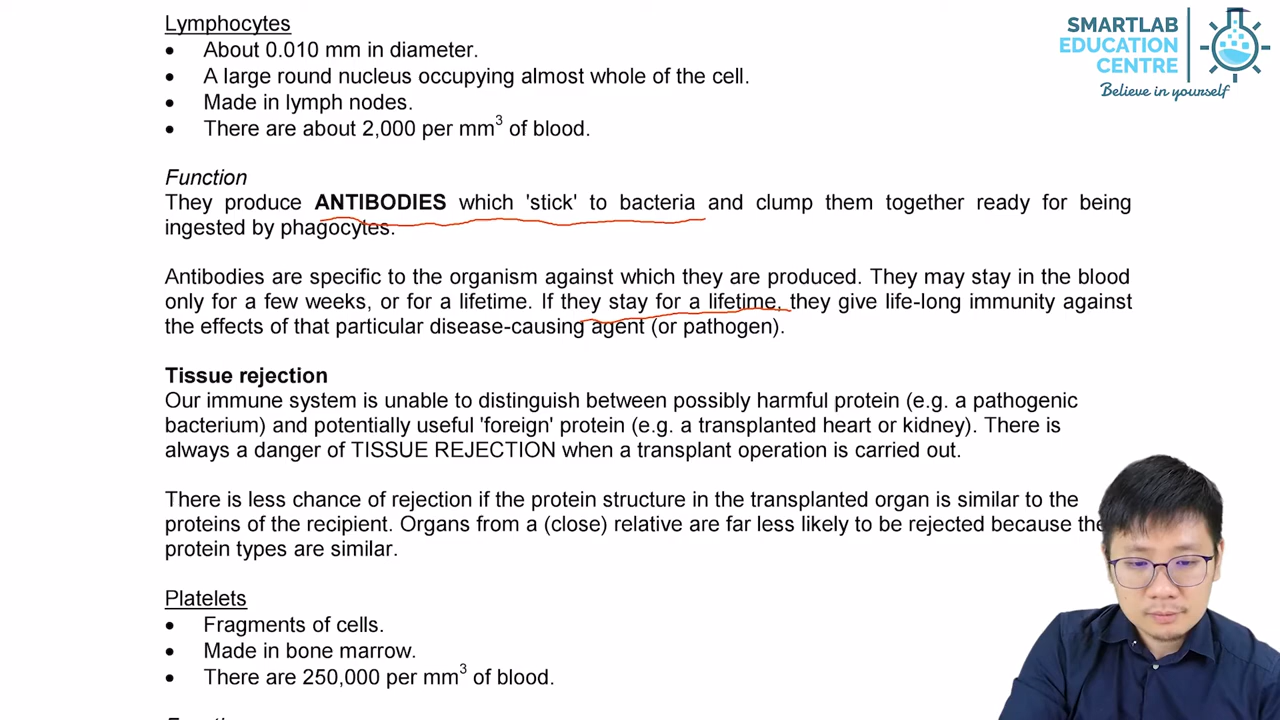 Lymphocytes
• About 0.010 mm in diameter.
• A large round nucleus occupying almost whole of the cell.
• Made in lymph nodes.
• There are about 2,000 per mm³ of blood.
Function
They produce ANTIBODIES which 'stick' to bacteria and clump them together ready for being
ingested by phagocytes.
Antibodies are specific to the organism against which they are produced. They may stay in the blood
only for a few weeks, or for a lifetime. If they stay for a lifetime, they give life-long immunity against
the effects of that particular disease-causing agent (or pathogen).
Tissue rejection
Our immune system is unable to distinguish between possibly harmful protein (e.g. a pathogenic
bacterium) and potentially useful 'foreign' protein (e.g. a transplanted heart or kidney). There is
always a danger of TISSUE REJECTION when a transplant operation is carried out.
There is less chance of rejection if the protein structure in the transplanted organ is similar to the
proteins of the recipient. Organs from a (close) relative are far less likely to be rejected because the
protein types are similar.
Platelets
• Fragments of cells.
• Made in bone marrow.
• There are 250,000 per mm³ of blood.
SMARTLAB
EDUCATION
CENTRE
Believe in yourself